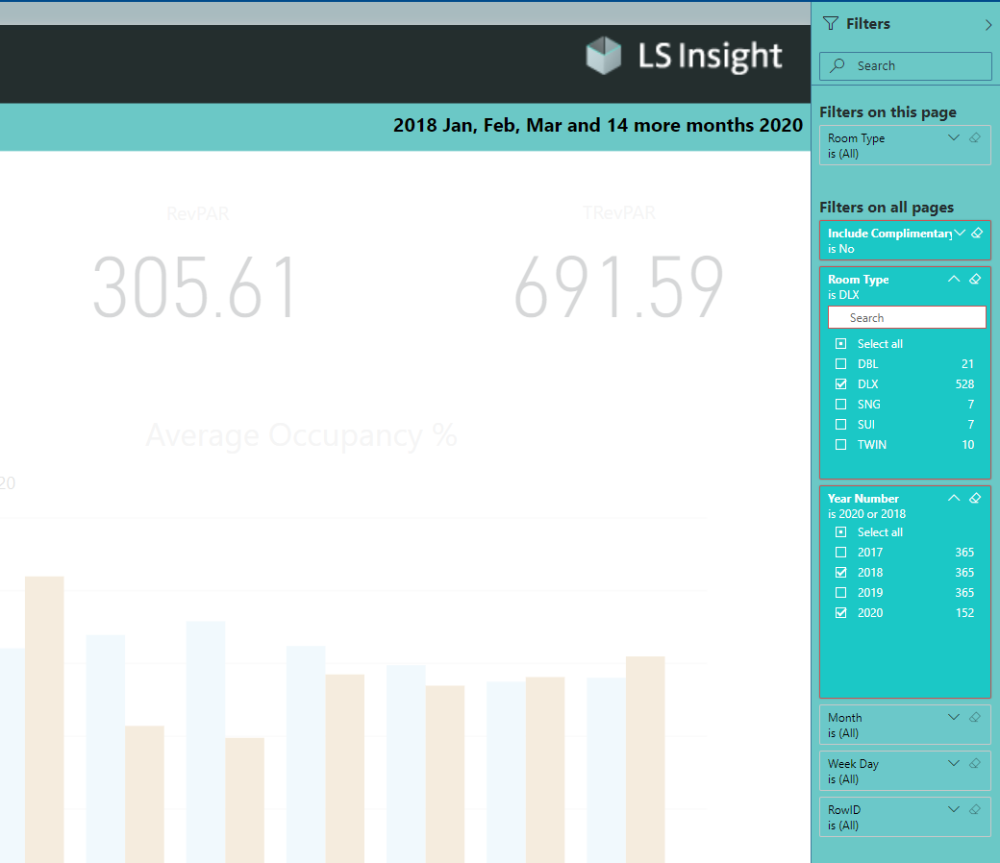 LS Insight
2018 Jan, Feb, Mar and 14 more months 2020
RevPAR
TRevPAR
305.61
691.59
Average Occupancy %
20
Filters
Search
Filters on this page
Room Type
is (All)
Filters on all pages
Include Complimentary
is No
Room Type
is DLX
Search
Select all
DBL 21
DLX 528
SNG 7
SUI 7
TWIN 10
Year Number
is 2020 or 2018
Select all
2017 365
2018 365
2019 365
2020 152
Month
is (All)
Week Day
is (All)
RowID
is (All)